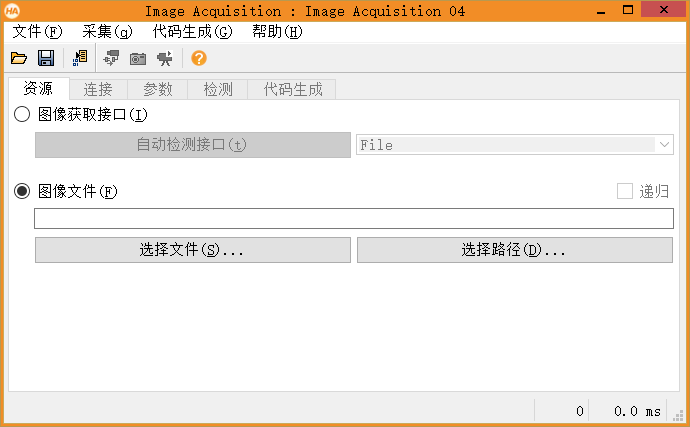 HA Image Acquisition : Image Acquisition 04
文件(F) 采集(q) 代码生成(G) 帮助(H)
资源 连接 参数 检测 代码生成
图像获取接口(I)
自动检测接口(t) File
图像文件(F) 递归
选择文件(S)... 选择路径(D)...
0 0.0 ms